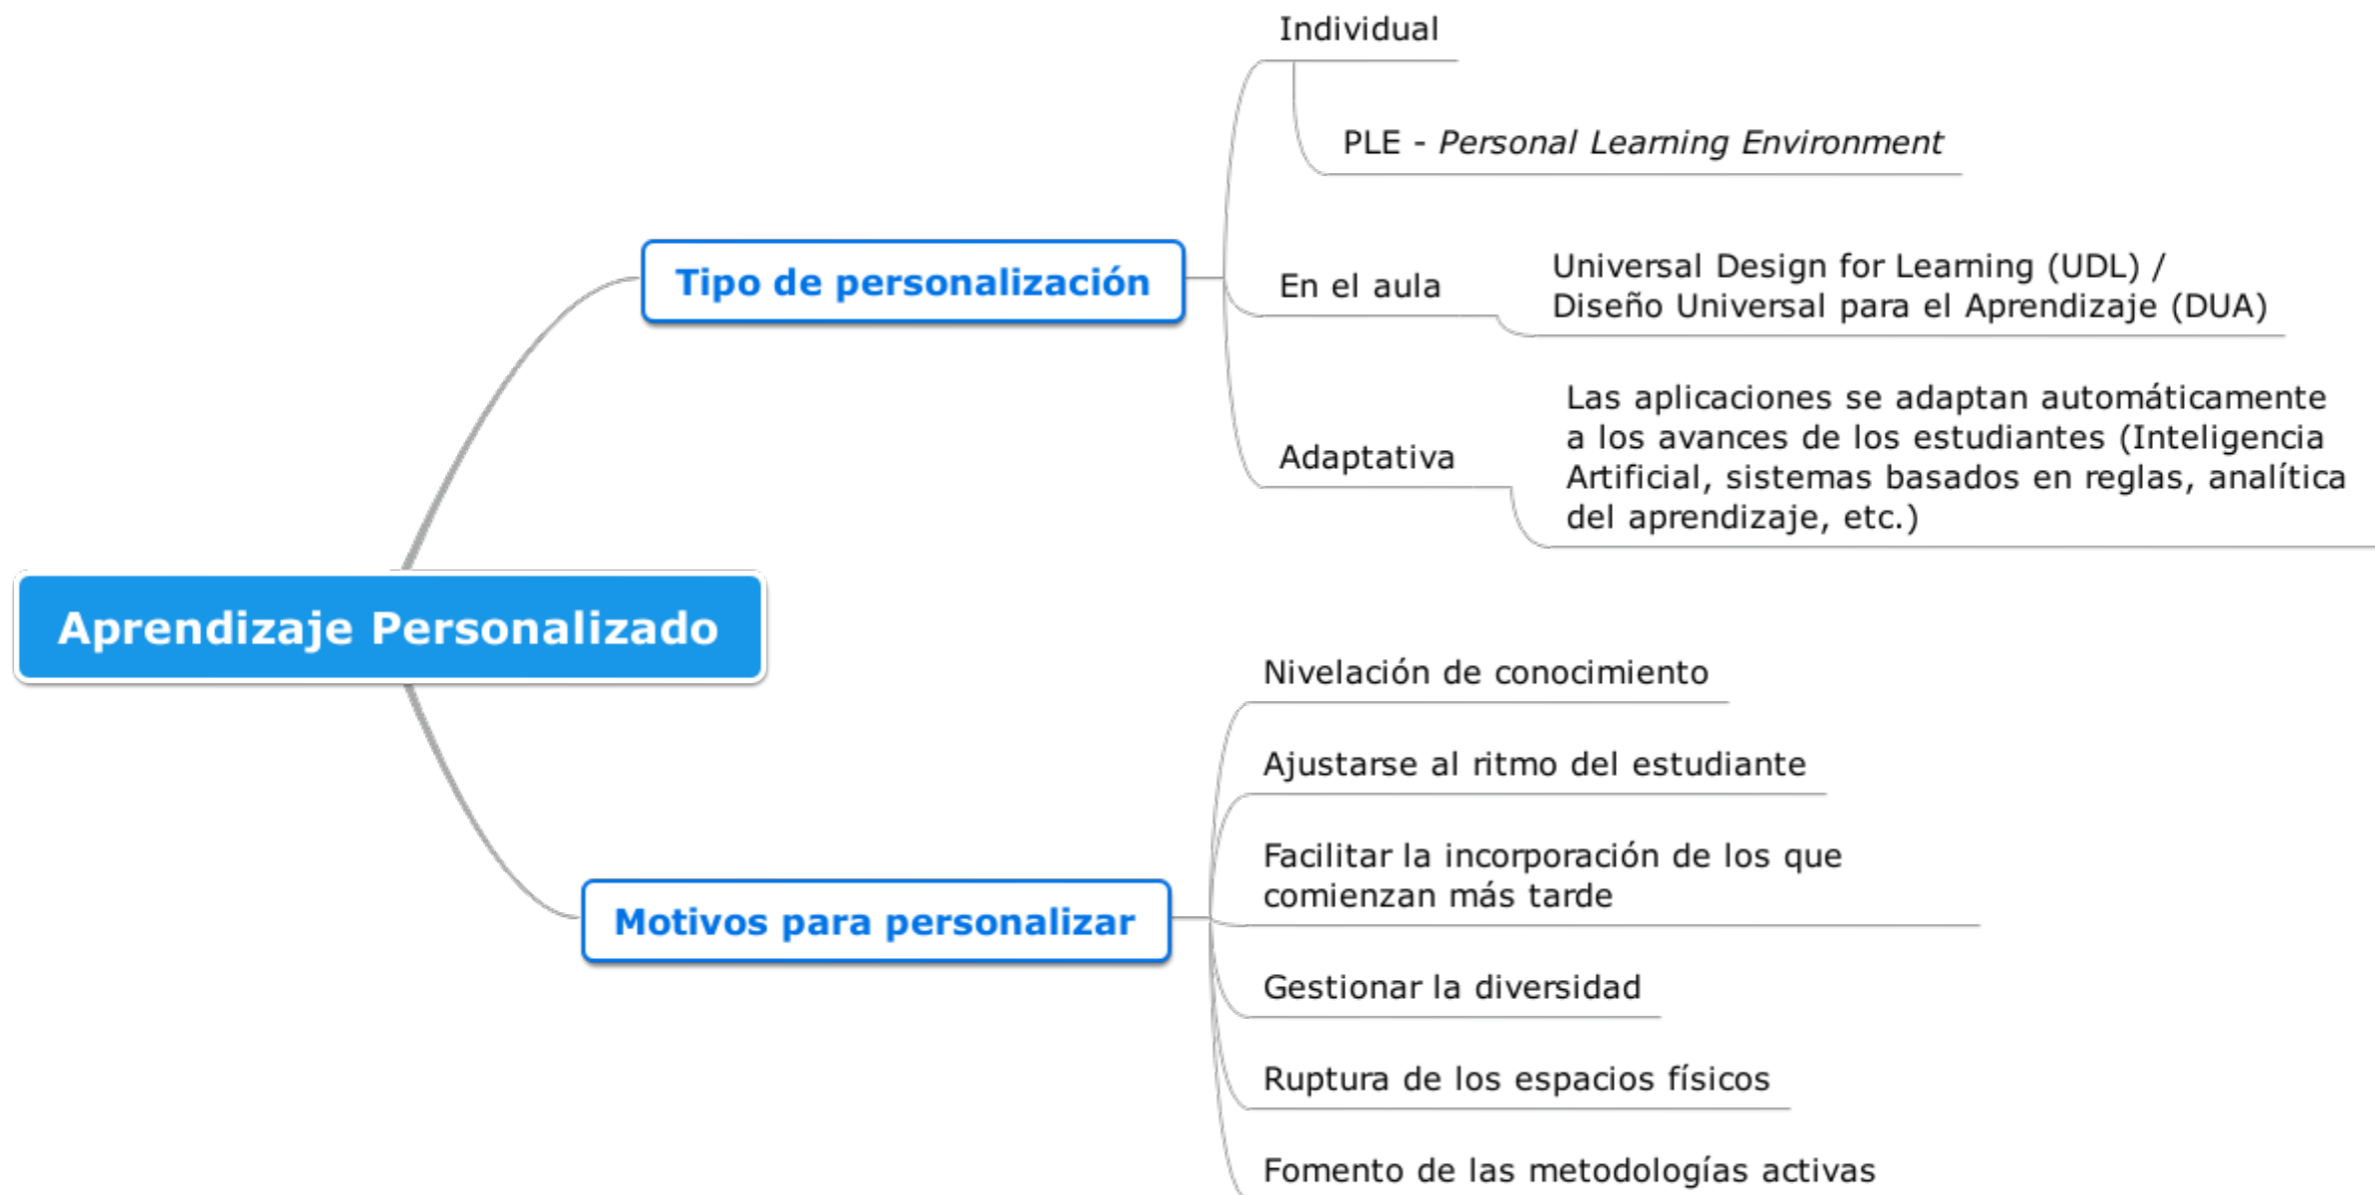 Individual
PLE - Personal Learning Environment
Tipo de personalización
En el aula
Universal Design for Learning (UDL) /
Diseño Universal para el Aprendizaje (DUA)
Adaptativa
Las aplicaciones se adaptan automáticamente
a los avances de los estudiantes (Inteligencia
Artificial, sistemas basados en reglas, analítica
del aprendizaje, etc.)
Aprendizaje Personalizado
Motivos para personalizar
Nivelación de conocimiento
Ajustarse al ritmo del estudiante
Facilitar la incorporación de los que
comienzan más tarde
Gestionar la diversidad
Ruptura de los espacios físicos
Fomento de las metodologías activas